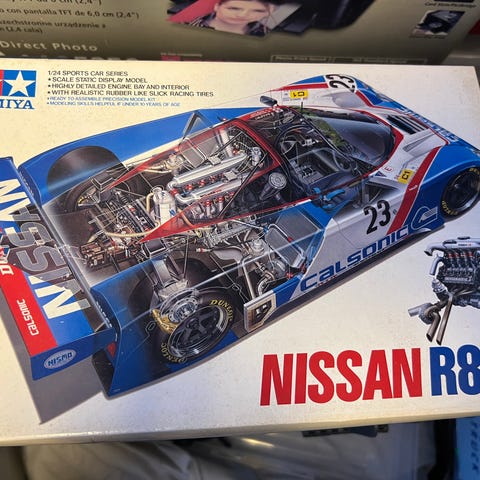 con pantalla TFT de 6,0 cm (2,4")
Direct Photo
MIYA
1/24 SPORTS CAR SERIES
• SCALE STATIC DISPLAY MODEL
• HIGHLY DETAILED ENGINE BAY AND INTERIOR
• WITH REALISTIC RUBBER LIKE SLICK RACING TIRES
• READY TO ASSEMBLE PRECISION MODEL KIT
• MODELING SKILLS HELPFUL IF UNDER 10 YEARS OF AGE
23
C1
C1
23
CALSONIC
DUNLOP
NISSAN
CALSONIC
NISMO
NISSAN R8